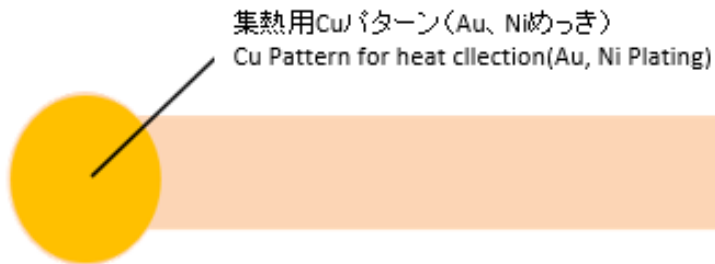 集熱用Cuパターン（Au、Niめっき）
Cu Pattern for heat cllection(Au, Ni Plating)